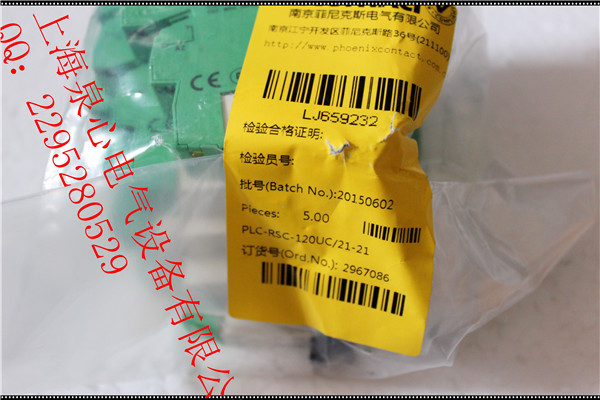 南京菲尼克斯电气有限公司
南京江宁开发区菲尼克斯路36号(211100)
http://www.phoenixcontact.com
LJ659232
检验合格证明:
检验员号:
批号(Batch No.):20150602
Pieces: 5.00
PLC-RSC-120UC/21-21
订货号(Ord.No.): 2967086
CE
上海泉心电气设备有限公
QQ: 2295280529